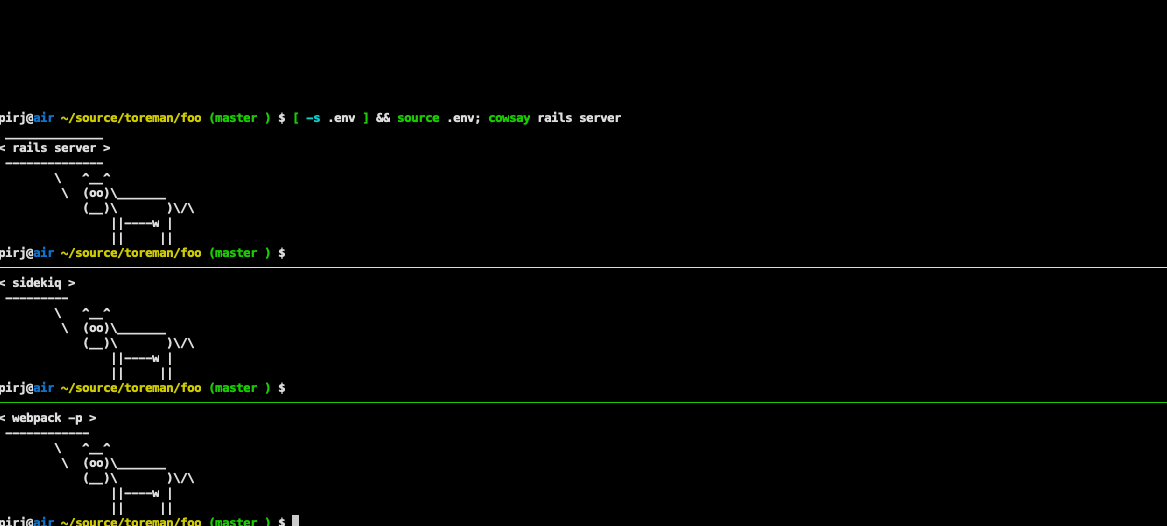 pirj@air ~/source/toreman/foo (master ) $ [ -s .env ] && source .env; cowsay rails server
 ______________
< rails server >
 --------------
        \   ^__^
         \  (oo)\_______
            (__)\       )\/\
                ||----w |
                ||     ||
pirj@air ~/source/toreman/foo (master ) $
< sidekiq >
 ---------
        \   ^__^
         \  (oo)\_______
            (__)\       )\/\
                ||----w |
                ||     ||
pirj@air ~/source/toreman/foo (master ) $
< webpack -p >
 ------------
        \   ^__^
         \  (oo)\_______
            (__)\       )\/\
                ||----w |
                ||     ||
pirj@air ~/source/toreman/foo (master ) $